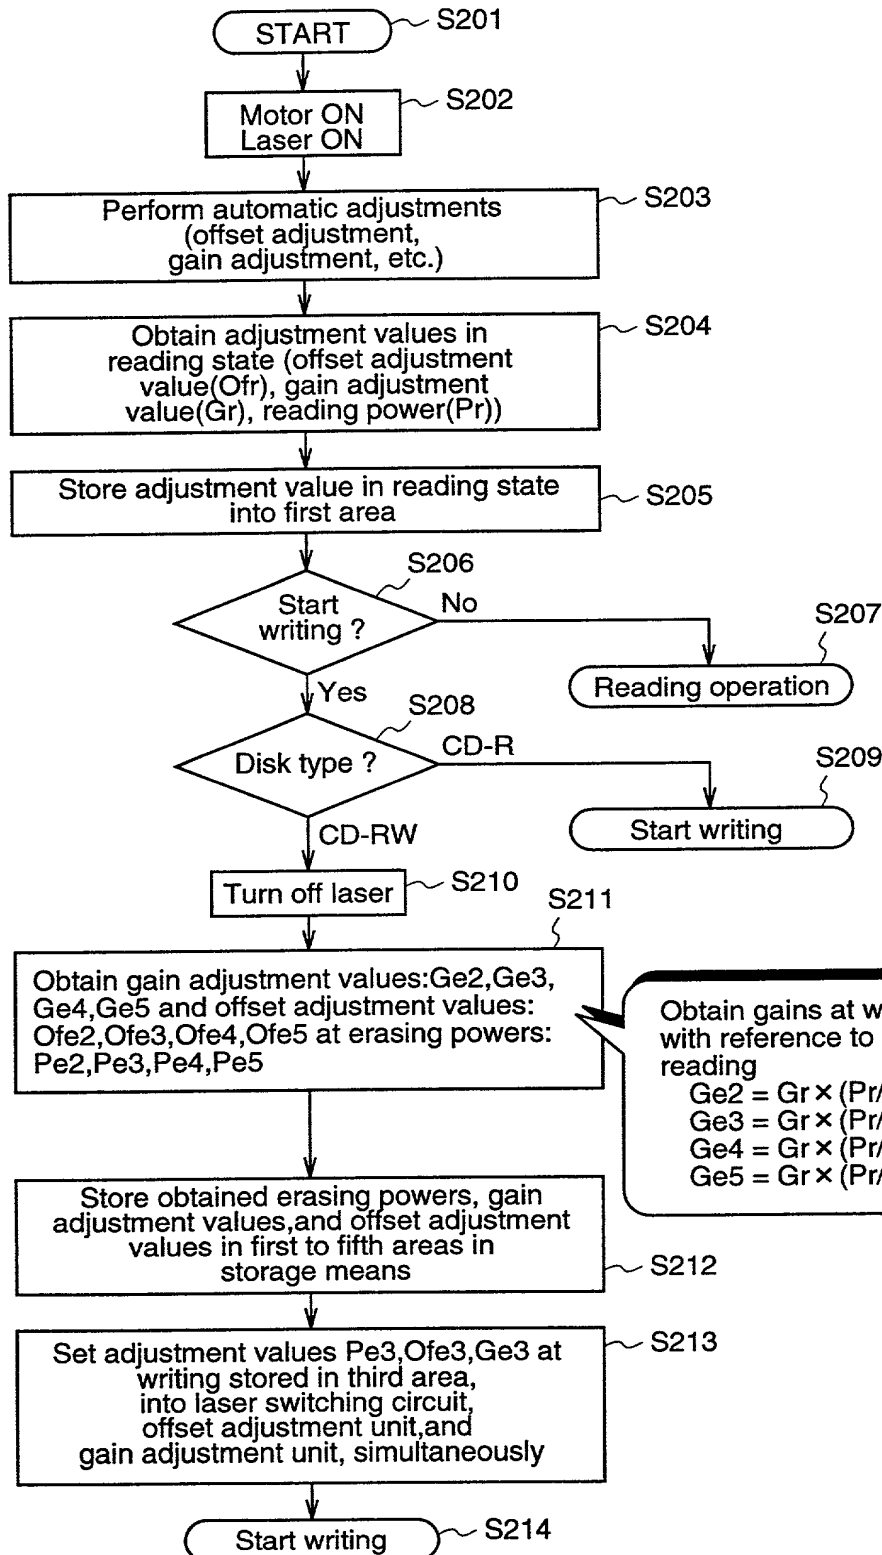 START
S201
Motor ON
Laser ON
S202
Perform automatic adjustments
(offset adjustment,
gain adjustment, etc.)
S203
Obtain adjustment values in
reading state (offset adjustment
value(Ofr), gain adjustment
value(Gr), reading power(Pr))
S204
Store adjustment value in reading state
into first area
S205
S206
Start
writing ?
No
S207
Reading operation
Yes
S208
Disk type ?
CD-R
S209
Start writing
CD-RW
Turn off laser
S210
S211
Obtain gain adjustment values:Ge2,Ge3,
Ge4,Ge5 and offset adjustment values:
Ofe2,Ofe3,Ofe4,Ofe5 at erasing powers:
Pe2,Pe3,Pe4,Pe5
Obtain gains at w
with reference to
reading
Ge2 = Gr × (Pr/
Ge3 = Gr × (Pr/
Ge4 = Gr × (Pr/
Ge5 = Gr × (Pr/
Store obtained erasing powers, gain
adjustment values,and offset adjustment
values in first to fifth areas in
storage means
S212
Set adjustment values Pe3,Ofe3,Ge3 at
writing stored in third area,
into laser switching circuit,
offset adjustment unit,and
gain adjustment unit, simultaneously
S213
Start writing
S214